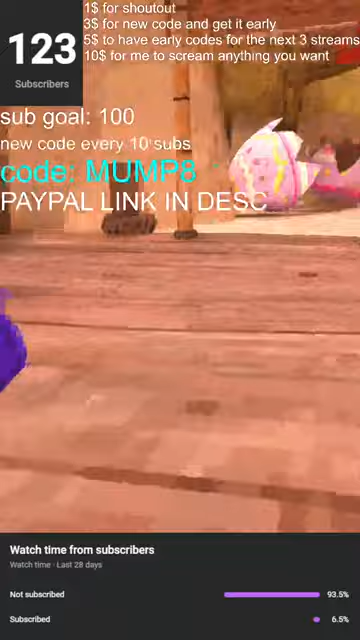 1$ for shoutout
3$ for new code and get it early
5$ to have early codes for the next 3 streams
10$ for me to scream anything you want
123
Subscribers
sub goal: 100
new code every 10 subs
code: MUMP8
PAYPAL LINK IN DESC
Watch time from subscribers
Watch time · Last 28 days
Not subscribed 93.5%
Subscribed 6.5%